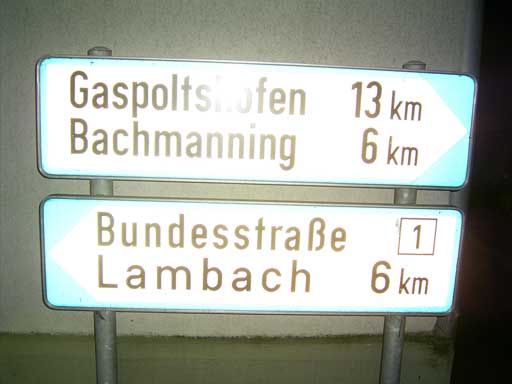 Gaspoltshofen 13 km
Bachmanning 6 km
Bundesstraße 1
Lambach 6 km